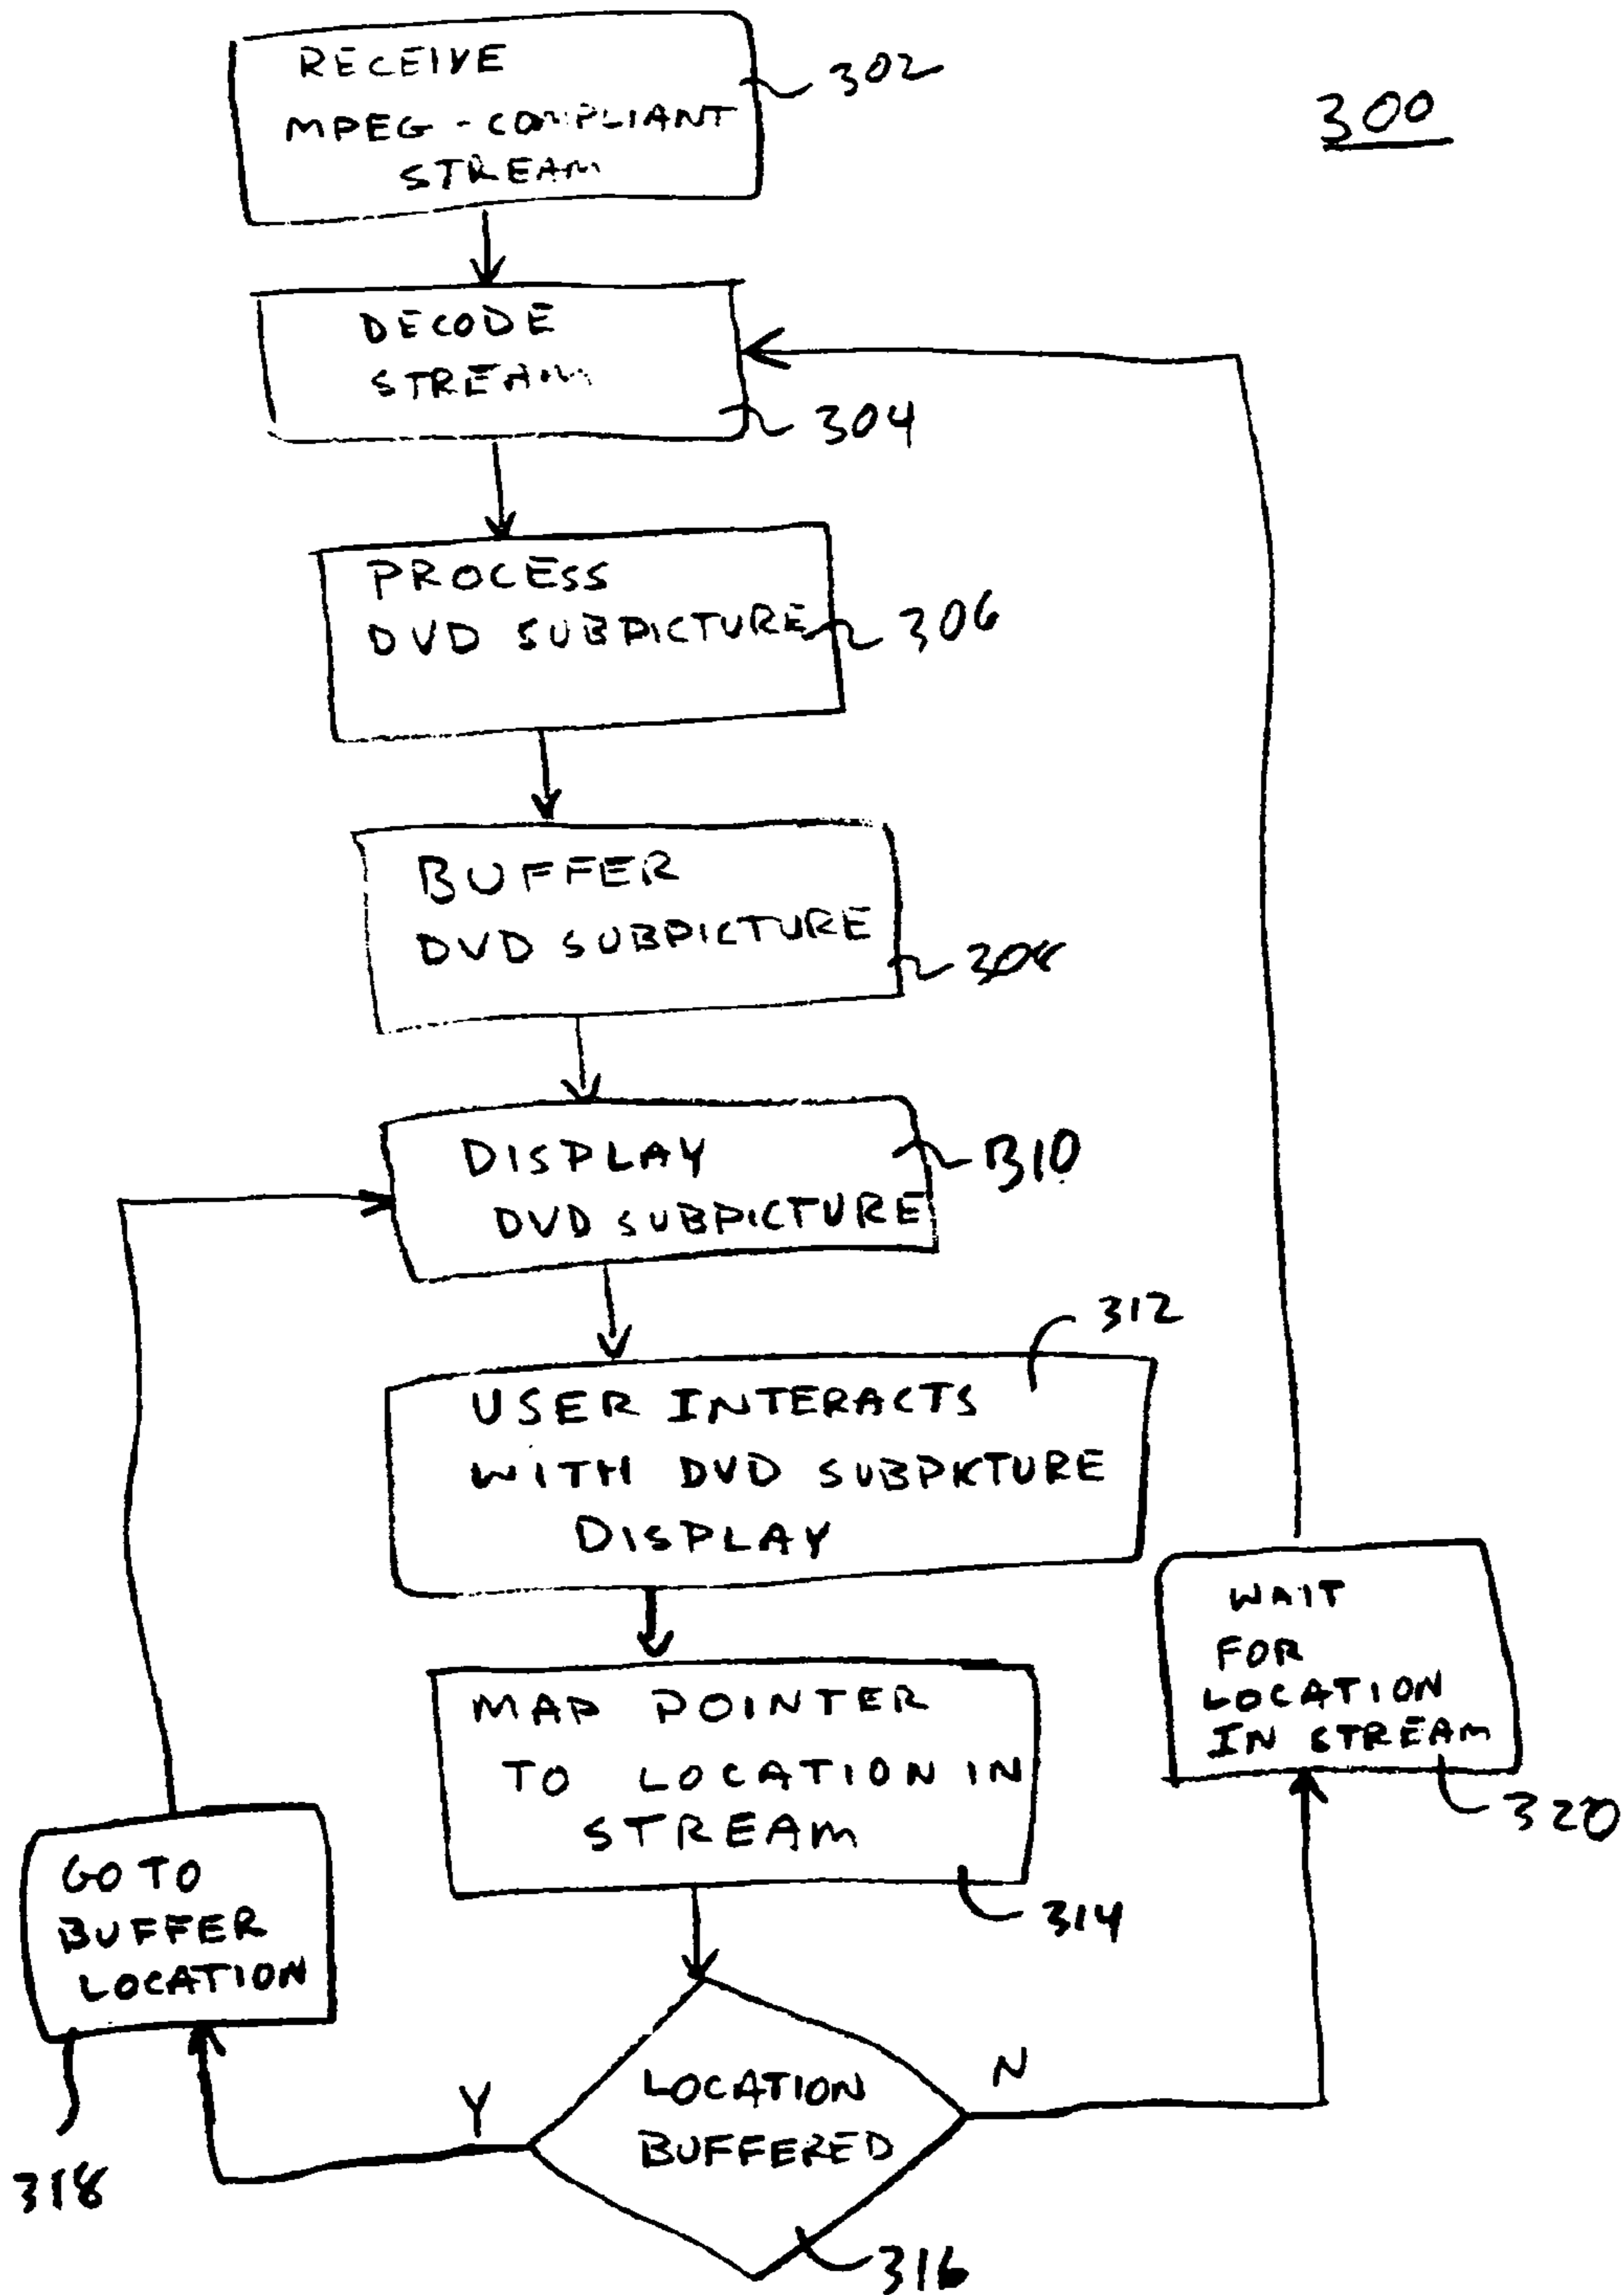 300
RECEIVE
MPEG-COMPLIANT
STREAM
302
DECODE
STREAM
304
PROCESS
DVD SUBPICTURE
306
BUFFER
DVD SUBPICTURE
308
DISPLAY
DVD SUBPICTURE
310
312
USER INTERACTS
WITH DVD SUBPICTURE
DISPLAY
MAP POINTER
TO LOCATION IN
STREAM
314
LOCATION
BUFFERED
316
Y
N
GO TO
BUFFER
LOCATION
318
WAIT
FOR
LOCATION
IN STREAM
320